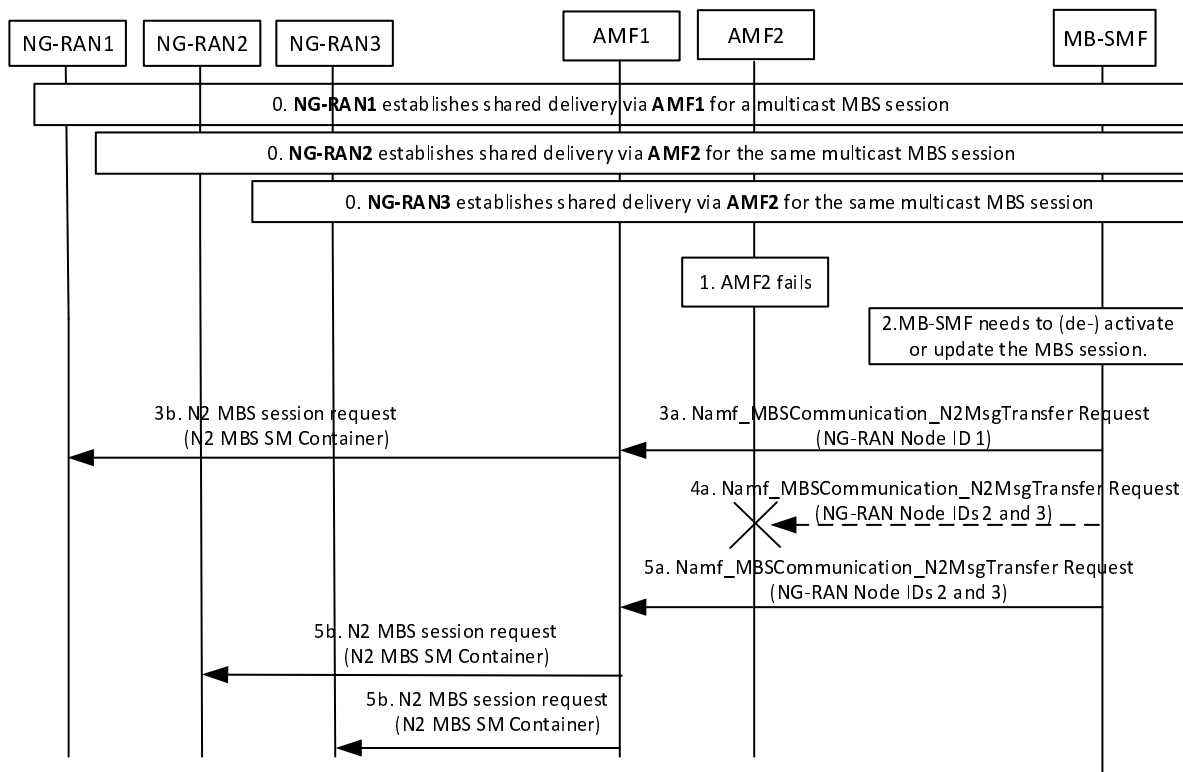 NG-RAN1
NG-RAN2
NG-RAN3
AMF1
AMF2
MB-SMF
0. NG-RAN1 establishes shared delivery via AMF1 for a multicast MBS session
0. NG-RAN2 establishes shared delivery via AMF2 for the same multicast MBS session
0. NG-RAN3 establishes shared delivery via AMF2 for the same multicast MBS session
1. AMF2 fails
2.MB-SMF needs to (de-) activate
or update the MBS session.
3b. N2 MBS session request
(N2 MBS SM Container)
3a. Namf_MBSCommunication_N2MsgTransfer Request
(NG-RAN Node ID 1)
4a. Namf_MBSCommunication_N2MsgTransfer Request
(NG-RAN Node IDs 2 and 3)
5a. Namf_MBSCommunication_N2MsgTransfer Request
(NG-RAN Node IDs 2 and 3)
5b. N2 MBS session request
(N2 MBS SM Container)
5b. N2 MBS session request
(N2 MBS SM Container)